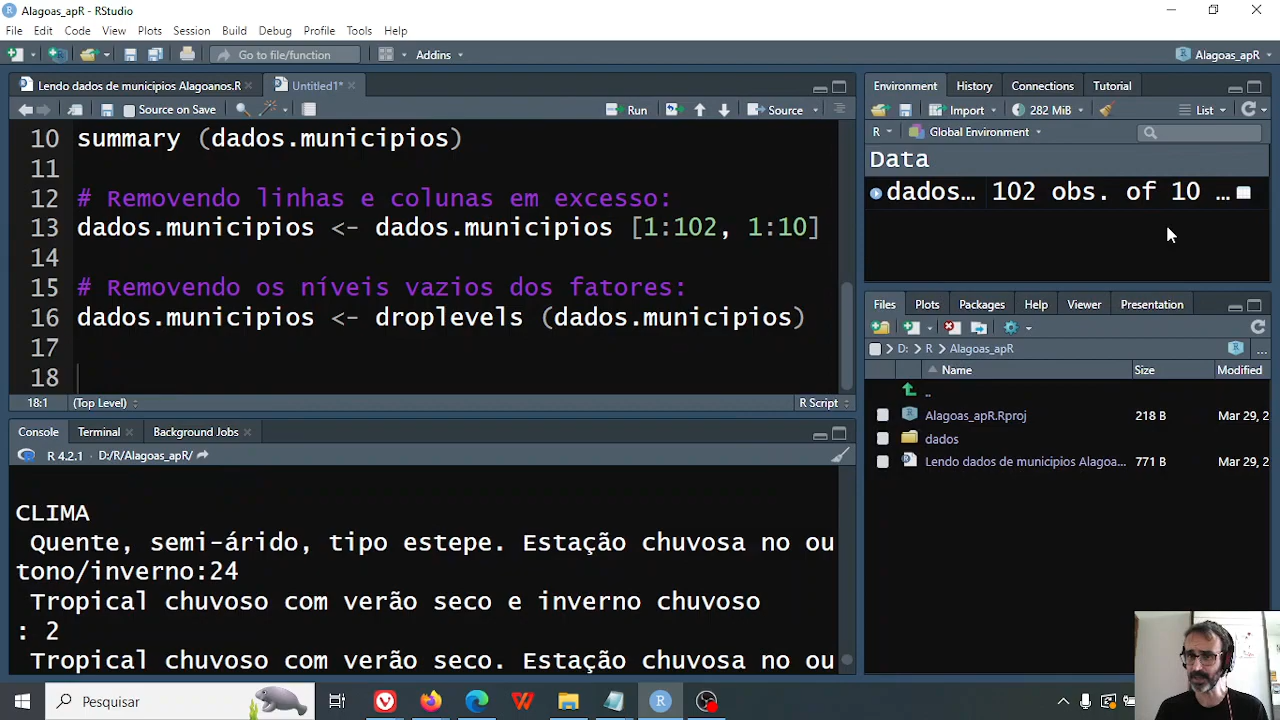 Alagoas_apR - RStudio
File Edit Code View Plots Session Build Debug Profile Tools Help
Go to file/function Addins Alagoas_apR
Lendo dados de municipios Alagoanos.R Untitled1*
Source on Save Run Source
10 summary (dados.municipios)
11
12 # Removendo linhas e colunas em excesso:
13 dados.municipios <- dados.municipios [1:102, 1:10]
14
15 # Removendo os níveis vazios dos fatores:
16 dados.municipios <- droplevels (dados.municipios)
17
18
18:1 (Top Level) R Script
Console Terminal Background Jobs
R 4.2.1 · D:/R/Alagoas_apR/
CLIMA
Quente, semi-árido, tipo estepe. Estação chuvosa no ou
tono/inverno:24
Tropical chuvoso com verão seco e inverno chuvoso
: 2
Tropical chuvoso com verão seco. Estação chuvosa no ou
Environment History Connections Tutorial
Import 282 MiB List
R Global Environment
Data
dados… 102 obs. of 10 …
Files Plots Packages Help Viewer Presentation
D: R Alagoas_apR ...
Name Size Modified
..
Alagoas_apR.Rproj 218 B Mar 29, 2
dados
Lendo dados de municipios Alagoa... 771 B Mar 29, 2
Pesquisar